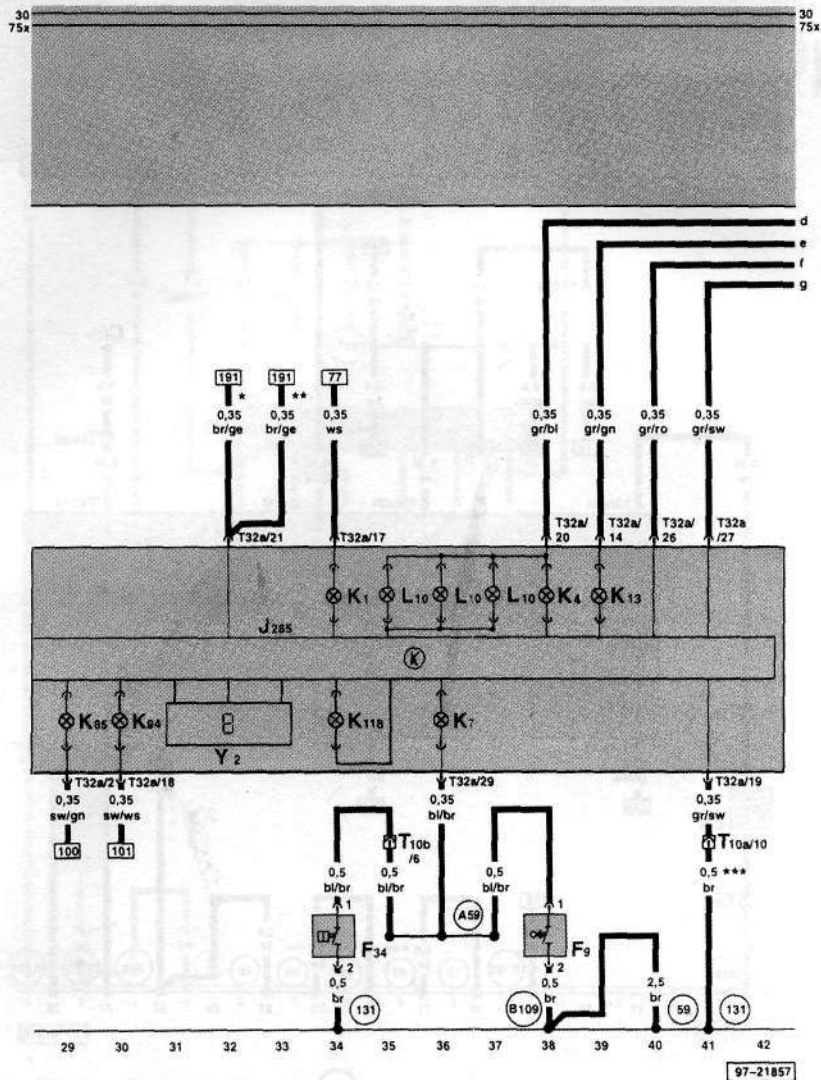 30 30
75x 75x
d
e
f
g
191 * 191 ** 77
0,35 0,35 0,35 0,35 0,35 0,35 0,35
br/ge br/ge ws gr/bl gr/gn gr/ro gr/sw
T32a/21 T32a/17 T32a/20 T32a/14 T32a/26 T32a/27
K1 L10 L10 L10 K4 K13
J285
K
K65 K94 K118 K7
Y2
T32a/2 T32a/18 T32a/29 T32a/19
0,35 0,35 0,35 0,35
sw/gn sw/ws bl/br gr/sw
100 101 T10b/6 T10a/10
0,5 0,5 0,5 0,5 ***
bl/br bl/br bl/br br
1 A59 1
F34 F9
2 2
0,5 0,5 2,5
br 131 B109 br br 59 131
29 30 31 32 33 34 35 36 37 38 39 40 41 42
97-21857